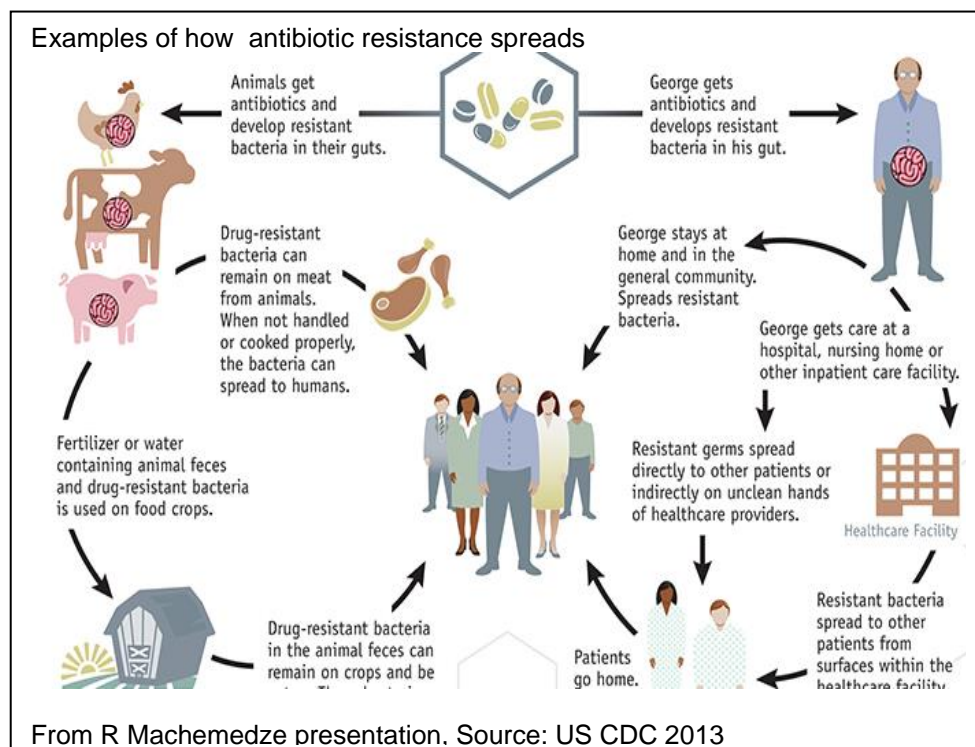 Examples of how antibiotic resistance spreads
Animals get
antibiotics and
develop resistant
bacteria in their guts.
George gets
antibiotics and
develops resistant
bacteria in his gut.
Drug-resistant
bacteria can
remain on meat
from animals.
When not handled
or cooked properly,
the bacteria can
spread to humans.
George stays at
home and in the
general community.
Spreads resistant
bacteria.
George gets care at a
hospital, nursing home or
other inpatient care facility.
Fertilizer or water
containing animal feces
and drug-resistant bacteria
is used on food crops.
Resistant germs spread
directly to other patients or
indirectly on unclean hands
of healthcare providers.
Healthcare Facility
Drug-resistant bacteria
in the animal feces can
remain on crops and be
Patients
go home.
Resistant bacteria
spread to other
patients from
surfaces within the
healthcare facility
From R Machemedze presentation, Source: US CDC 2013